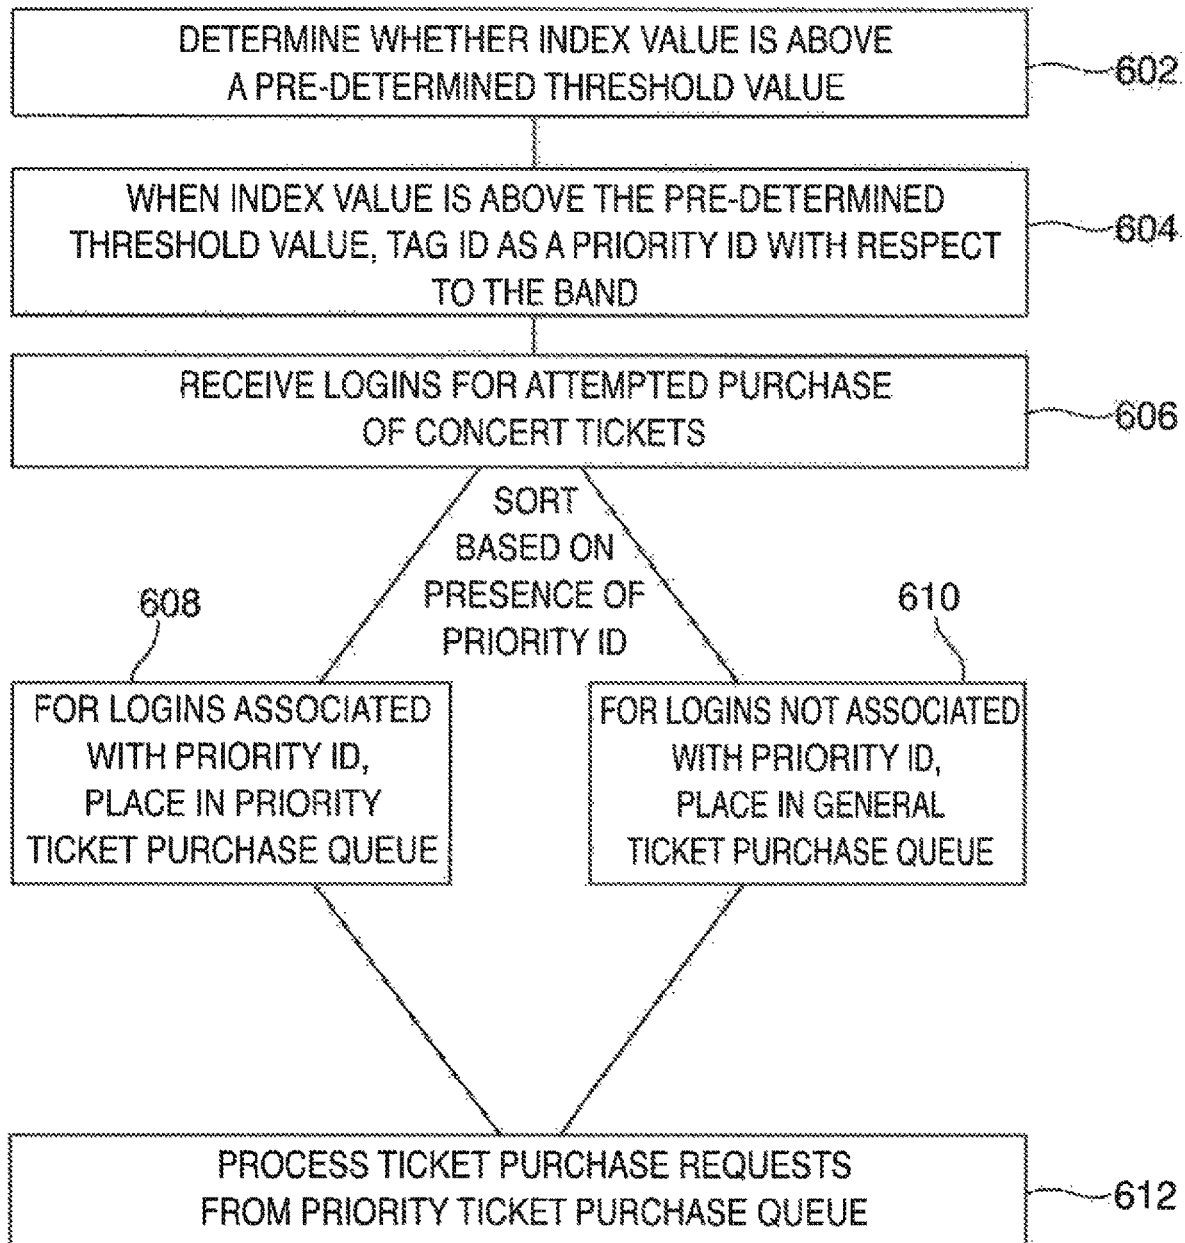 DETERMINE WHETHER INDEX VALUE IS ABOVE
A PRE-DETERMINED THRESHOLD VALUE
602
WHEN INDEX VALUE IS ABOVE THE PRE-DETERMINED
THRESHOLD VALUE, TAG ID AS A PRIORITY ID WITH RESPECT
TO THE BAND
604
RECEIVE LOGINS FOR ATTEMPTED PURCHASE
OF CONCERT TICKETS
606
SORT
BASED ON
PRESENCE OF
PRIORITY ID
608
FOR LOGINS ASSOCIATED
WITH PRIORITY ID,
PLACE IN PRIORITY
TICKET PURCHASE QUEUE
610
FOR LOGINS NOT ASSOCIATED
WITH PRIORITY ID,
PLACE IN GENERAL
TICKET PURCHASE QUEUE
PROCESS TICKET PURCHASE REQUESTS
FROM PRIORITY TICKET PURCHASE QUEUE
612